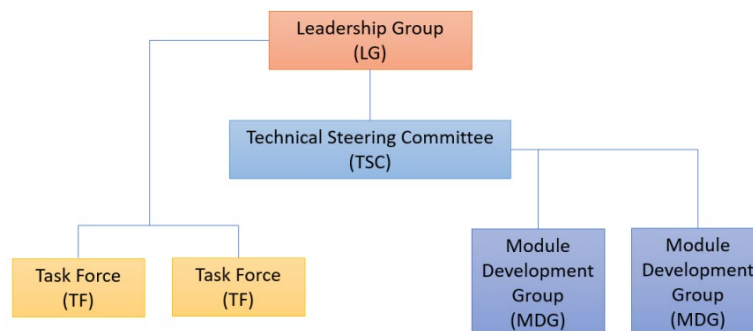 Leadership Group
(LG)
Technical Steering Committee
(TSC)
Task Force
(TF)
Task Force
(TF)
Module
Development
Group
(MDG)
Module
Development
Group
(MDG)